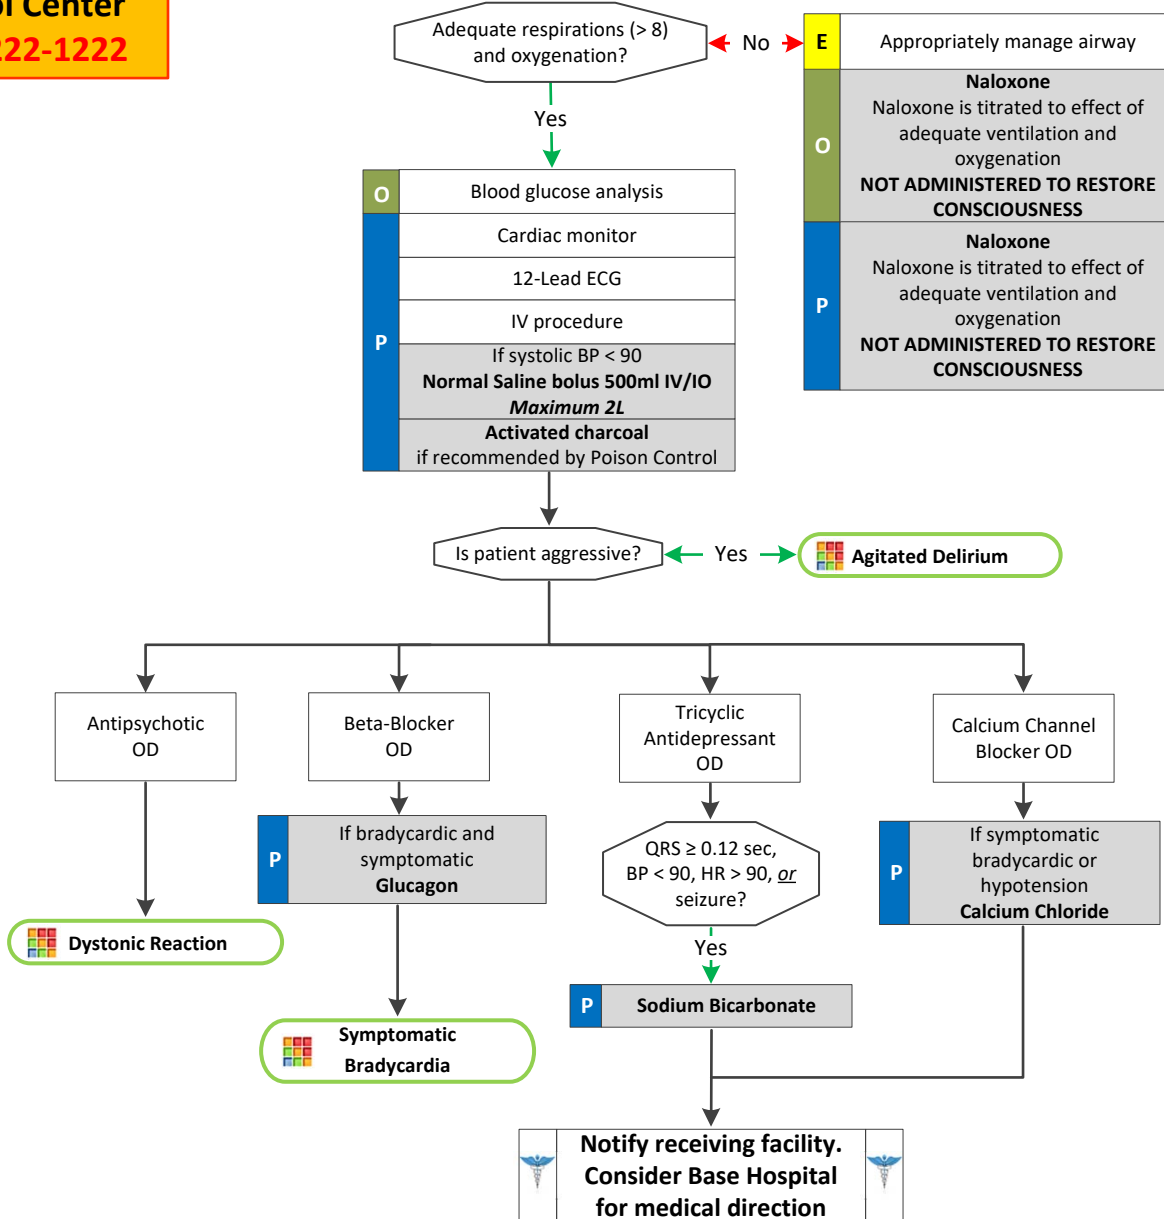 Center
222-1222
Adequate respirations (> 8)
and oxygenation?
No
E
Appropriately manage airway
O
Naloxone
Naloxone is titrated to effect of
adequate ventilation and
oxygenation
NOT ADMINISTERED TO RESTORE
CONSCIOUSNESS
P
Naloxone
Naloxone is titrated to effect of
adequate ventilation and
oxygenation
NOT ADMINISTERED TO RESTORE
CONSCIOUSNESS
Yes
O
Blood glucose analysis
P
Cardiac monitor
12-Lead ECG
IV procedure
If systolic BP < 90
Normal Saline bolus 500ml IV/IO
Maximum 2L
Activated charcoal
if recommended by Poison Control
Is patient aggressive?
Yes
Agitated Delirium
Antipsychotic
OD
Dystonic Reaction
Beta-Blocker
OD
P
If bradycardic and
symptomatic
Glucagon
Symptomatic
Bradycardia
Tricyclic
Antidepressant
OD
QRS ≥ 0.12 sec,
BP < 90, HR > 90, or
seizure?
Yes
P
Sodium Bicarbonate
Calcium Channel
Blocker OD
P
If symptomatic
bradycardic or
hypotension
Calcium Chloride
Notify receiving facility.
Consider Base Hospital
for medical direction